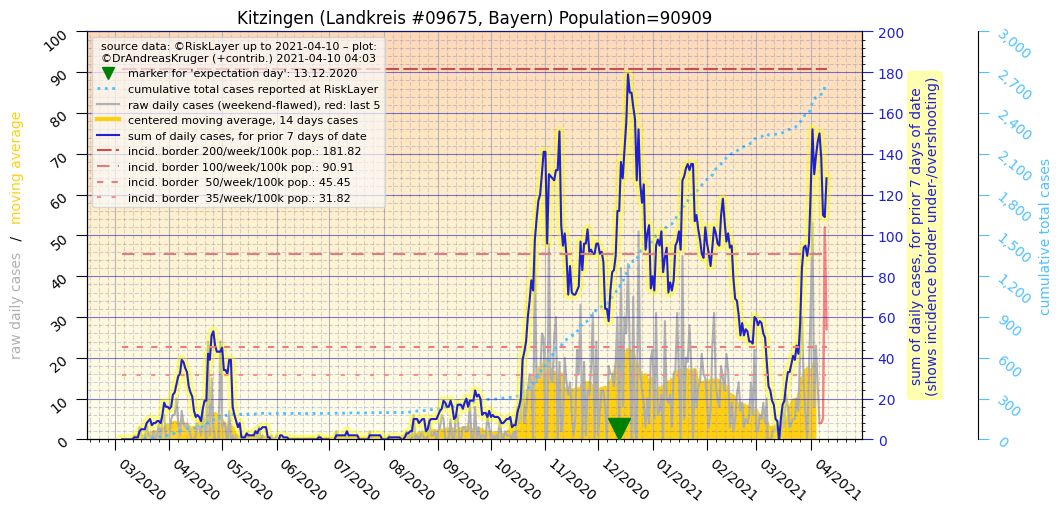 Kitzingen (Landkreis #09675, Bayern) Population=90909
source data: ©RiskLayer up to 2021-04-10 – plot:
©DrAndreasKruger (+contrib.) 2021-04-10 04:03
marker for 'expectation day': 13.12.2020
cumulative total cases reported at RiskLayer
raw daily cases (weekend-flawed), red: last 5
centered moving average, 14 days cases
sum of daily cases, for prior 7 days of date
incid. border 200/week/100k pop.: 181.82
incid. border 100/week/100k pop.: 90.91
incid. border  50/week/100k pop.: 45.45
incid. border  35/week/100k pop.: 31.82
raw daily cases  /  moving average
100
90
80
70
60
50
40
30
20
10
0
03/2020
04/2020
05/2020
06/2020
07/2020
08/2020
09/2020
10/2020
11/2020
12/2020
01/2021
02/2021
03/2021
04/2021
200
180
160
140
120
100
80
60
40
20
0
sum of daily cases, for prior 7 days of date
(shows incidence border under-/overshooting)
3,000
2,700
2,400
2,100
1,800
1,500
1,200
900
600
300
0
cumulative total cases